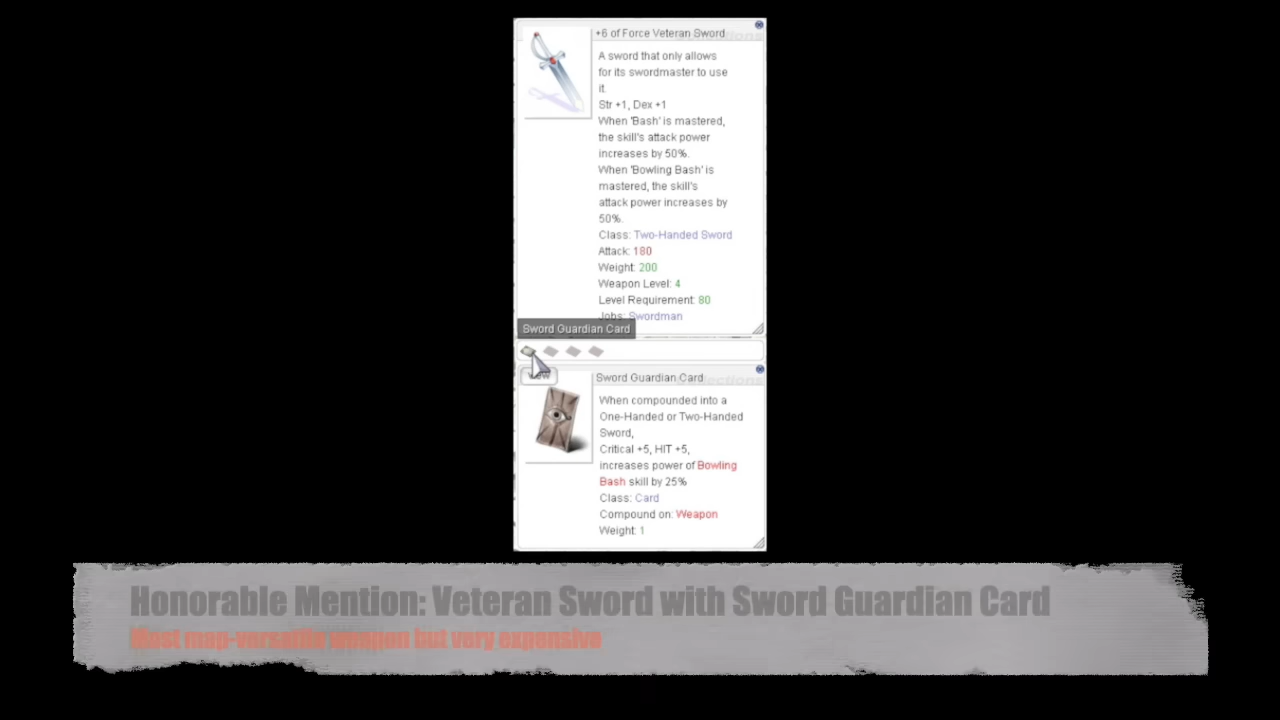 +6 of Force Veteran Sword
A sword that only allows
for its swordmaster to use
it.
Str +1, Dex +1
When 'Bash' is mastered,
the skill's attack power
increases by 50%.
When 'Bowling Bash' is
mastered, the skill's
attack power increases by
50%.
Class: Two-Handed Sword
Attack: 180
Weight: 200
Weapon Level: 4
Level Requirement: 80
Jobs: Swordman
Sword Guardian Card
Sword Guardian Card
When compounded into a
One-Handed or Two-Handed
Sword,
Critical +5, HIT +5,
increases power of Bowling
Bash skill by 25%
Class: Card
Compound on: Weapon
Weight: 1
Honorable Mention: Veteran Sword with Sword Guardian Card
Most map-versatile weapon but very expensive